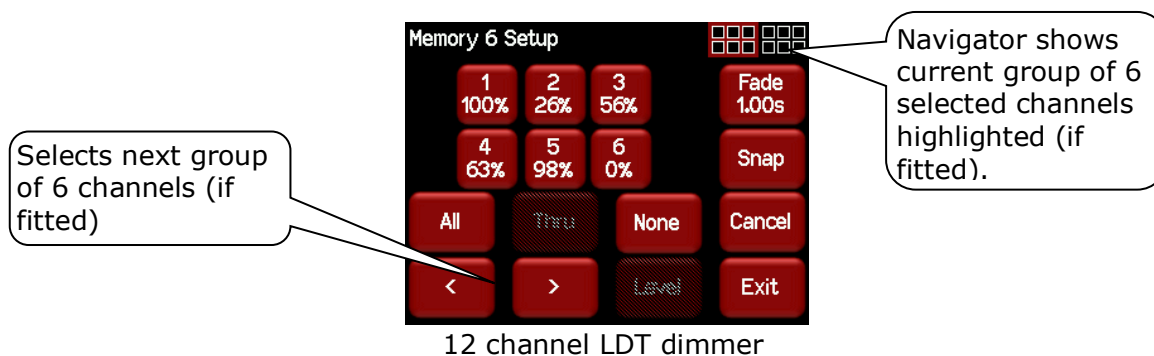 Memory 6 Setup
Navigator shows
current group of 6
selected channels
highlighted (if
fitted).
1 2 3 Fade
100% 26% 56% 1.00s
4 5 6 Snap
63% 98% 0%
Selects next group
of 6 channels (if
fitted)
All Thru None Cancel
< > Level Exit
12 channel LDT dimmer